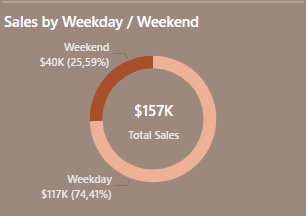 Sales by Weekday / Weekend
Weekend
$40K (25,59%)
$157K
Total Sales
Weekday
$117K (74,41%)